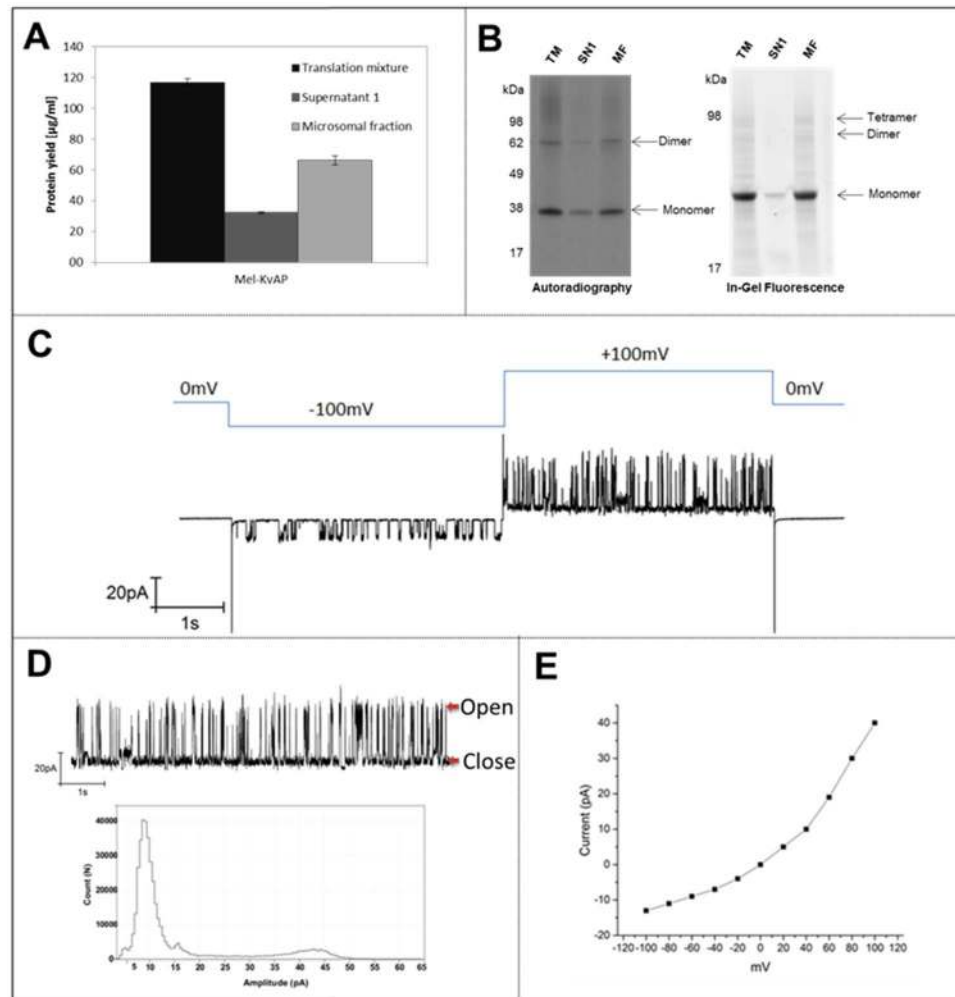 A
Protein yield [µg/ml]
140
120
100
80
60
40
20
00
Translation mixture
Supernatant 1
Microsomal fraction
Mel-KvAP
B
TM SN1 MF
kDa
98
62
49
38
17
Dimer
Monomer
Autoradiography
TM SN1 MF
kDa
98
17
Tetramer
Dimer
Monomer
In-Gel Fluorescence
C
0mV
-100mV
+100mV
0mV
20pA
1s
D
Open
Close
20pA
1s
Count (N)
40000
30000
20000
10000
0
5 10 15 20 25 30 35 40 45 50 55 60 65
Amplitude (pA)
E
Current (pA)
40
30
20
10
0
-10
-20
-120 -100 -80 -60 -40 -20 0 20 40 60 80 100 120
mV